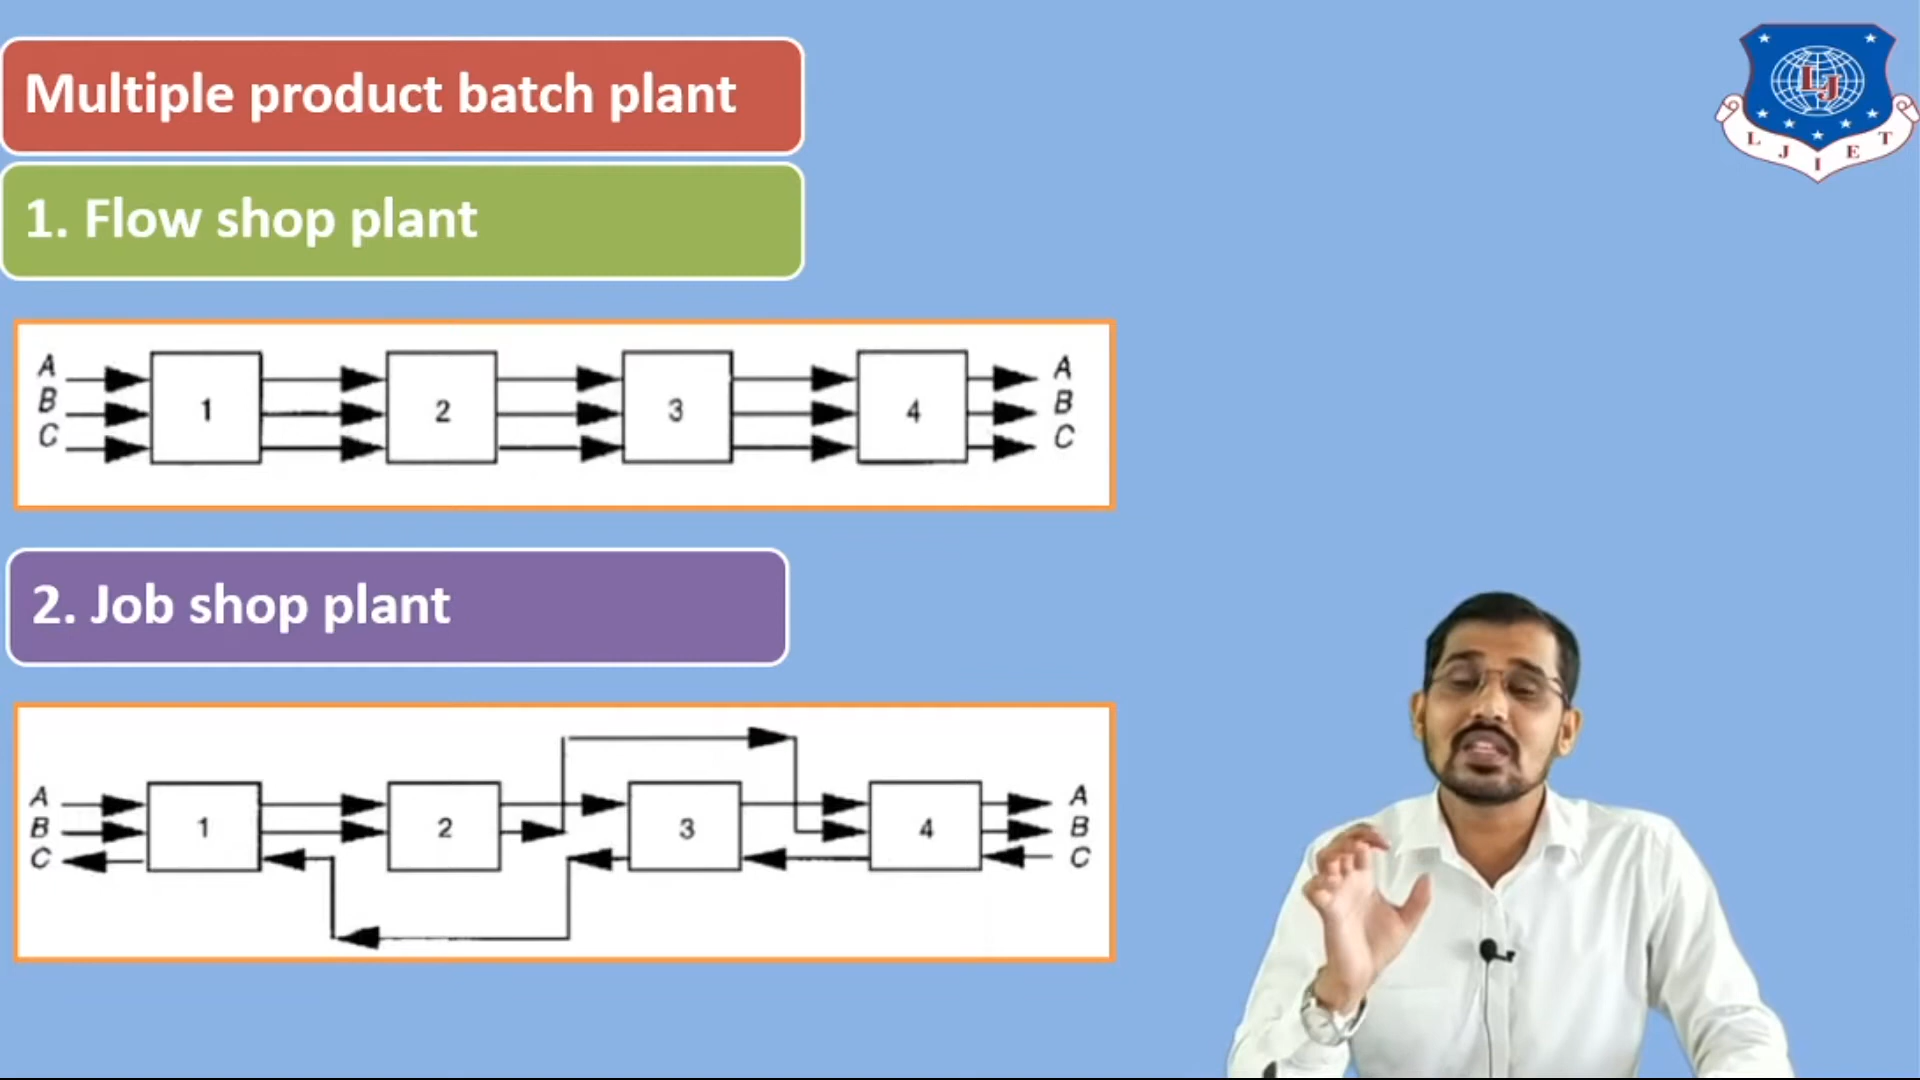 Multiple product batch plant
LJ
L J I E T
1. Flow shop plant
A A
B 1 2 3 4 B
C C
2. Job shop plant
A A
B 1 2 3 4 B
C C